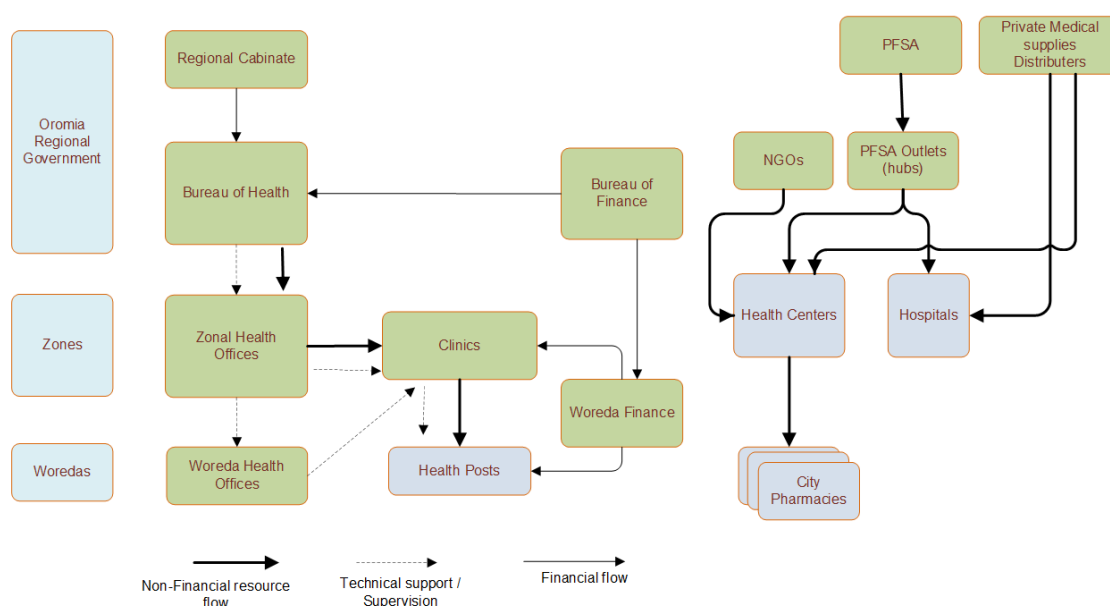 Oromia
Regional
Government
Zones
Woredas
Regional Cabinate
Bureau of Health
Zonal Health
Offices
Woreda Health
Offices
Clinics
Health Posts
Bureau of
Finance
Woreda Finance
PFSA
Private Medical
supplies
Distributers
NGOs
PFSA Outlets
(hubs)
Health Centers
Hospitals
City
Pharmacies
Non-Financial resource
flow
Technical support /
Supervision
Financial flow